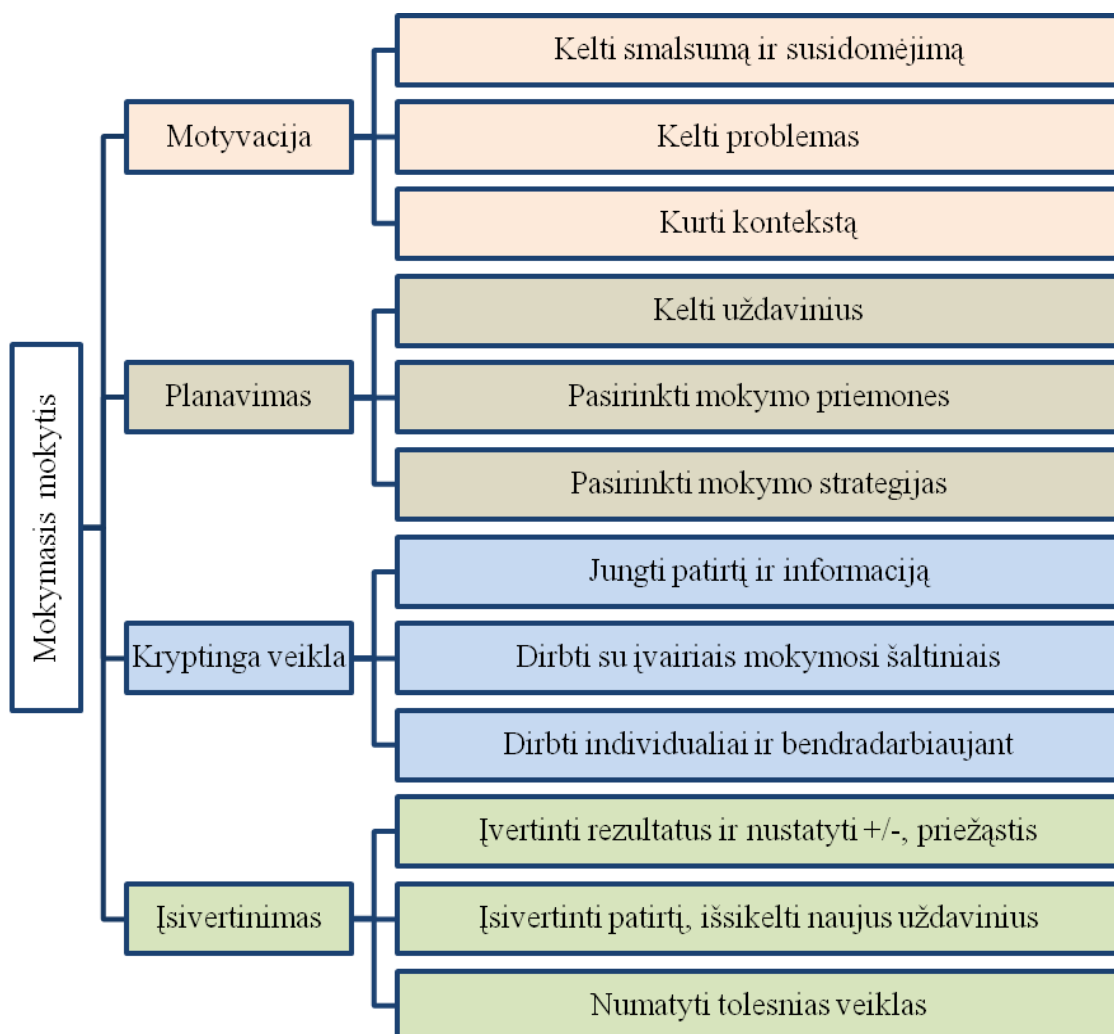 Mokymasis mokytis
Motyvacija
Kelti smalsumą ir susidomėjimą
Kelti problemas
Kurti kontekstą
Planavimas
Kelti uždavinius
Pasirinkti mokymo priemones
Pasirinkti mokymo strategijas
Kryptinga veikla
Jungti patirtį ir informaciją
Dirbti su įvairiais mokymosi šaltiniais
Dirbti individualiai ir bendradarbiaujant
Įsivertinimas
Įvertinti rezultatus ir nustatyti +/-, priežąstis
Įsivertinti patirtį, išsikelti naujus uždavinius
Numatyti tolesnias veiklas